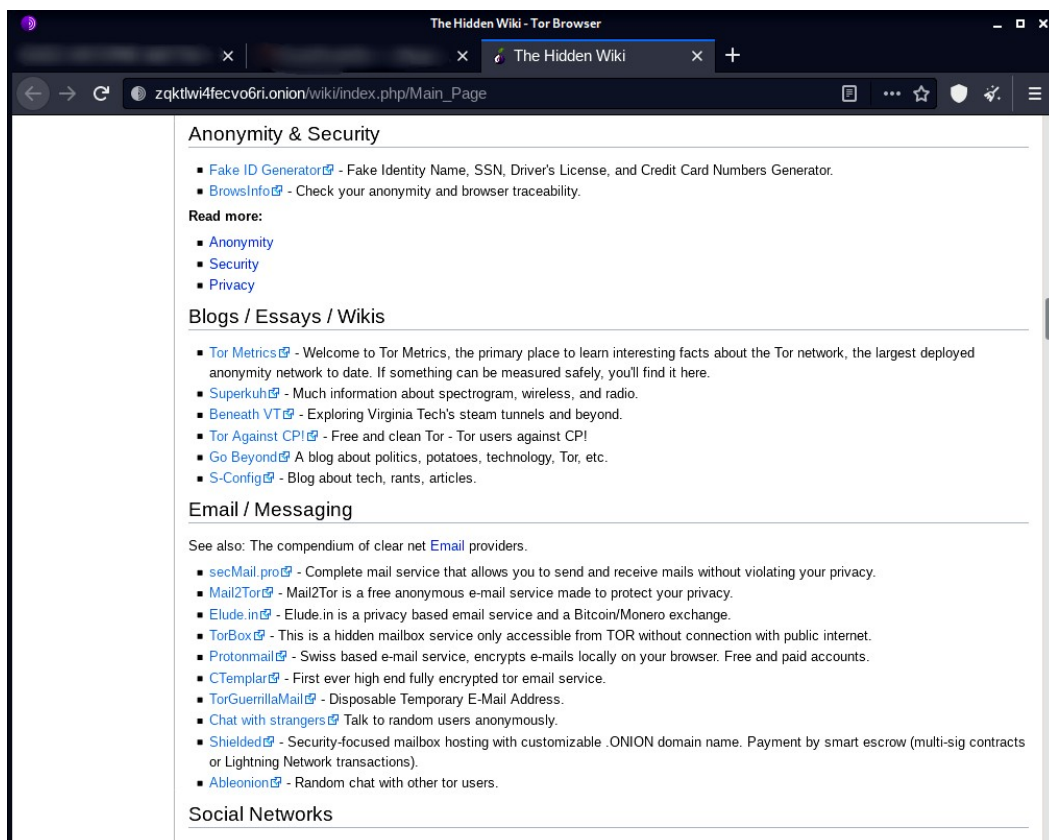 The Hidden Wiki - Tor Browser
The Hidden Wiki
zqktlwi4fecvo6ri.onion/wiki/index.php/Main_Page
Anonymity & Security
Fake ID Generator - Fake Identity Name, SSN, Driver's License, and Credit Card Numbers Generator.
BrowsInfo - Check your anonymity and browser traceability.
Read more:
Anonymity
Security
Privacy
Blogs / Essays / Wikis
Tor Metrics - Welcome to Tor Metrics, the primary place to learn interesting facts about the Tor network, the largest deployed
anonymity network to date. If something can be measured safely, you'll find it here.
Superkuh - Much information about spectrogram, wireless, and radio.
Beneath VT - Exploring Virginia Tech's steam tunnels and beyond.
Tor Against CP! - Free and clean Tor - Tor users against CP!
Go Beyond A blog about politics, potatoes, technology, Tor, etc.
S-Config - Blog about tech, rants, articles.
Email / Messaging
See also: The compendium of clear net Email providers.
secMail.pro - Complete mail service that allows you to send and receive mails without violating your privacy.
Mail2Tor - Mail2Tor is a free anonymous e-mail service made to protect your privacy.
Elude.in - Elude.in is a privacy based email service and a Bitcoin/Monero exchange.
TorBox - This is a hidden mailbox service only accessible from TOR without connection with public internet.
Protonmail - Swiss based e-mail service, encrypts e-mails locally on your browser. Free and paid accounts.
CTemplar - First ever high end fully encrypted tor email service.
TorGuerrillaMail - Disposable Temporary E-Mail Address.
Chat with strangers Talk to random users anonymously.
Shielded - Security-focused mailbox hosting with customizable .ONION domain name. Payment by smart escrow (multi-sig contracts
or Lightning Network transactions).
Ableonion - Random chat with other tor users.
Social Networks